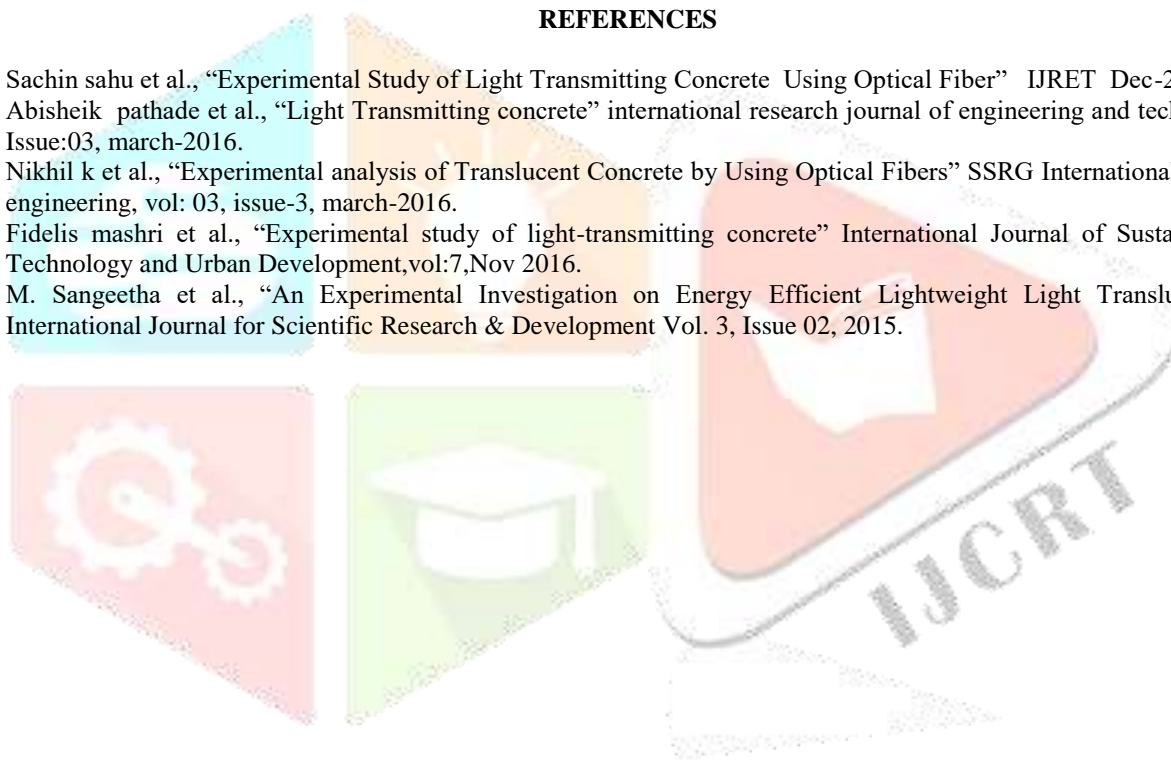 REFERENCES
Sachin sahu et al., “Experimental Study of Light Transmitting Concrete Using Optical Fiber” IJRET Dec-2
Abisheik pathade et al., “Light Transmitting concrete” international research journal of engineering and tec
Issue:03, march-2016.
Nikhil k et al., “Experimental analysis of Translucent Concrete by Using Optical Fibers” SSRG International
engineering, vol: 03, issue-3, march-2016.
Fidelis mashri et al., “Experimental study of light-transmitting concrete” International Journal of Susta
Technology and Urban Development,vol:7,Nov 2016.
M. Sangeetha et al., “An Experimental Investigation on Energy Efficient Lightweight Light Translu
International Journal for Scientific Research & Development Vol. 3, Issue 02, 2015.
IJCRT